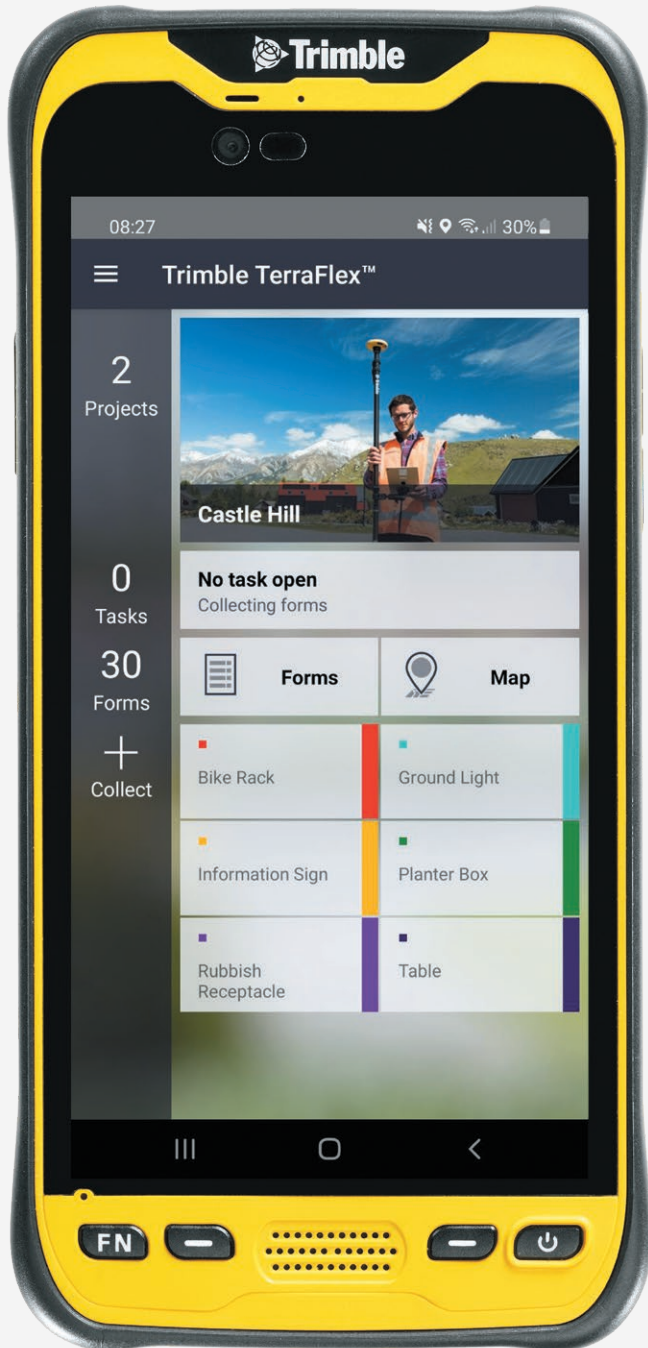 Trimble
08:27
30%
Trimble TerraFlex™
2
Projects
Castle Hill
0
Tasks
No task open
Collecting forms
30
Forms
Forms
Map
+
Collect
Bike Rack
Ground Light
Information Sign
Planter Box
Rubbish
Receptacle
Table
FN